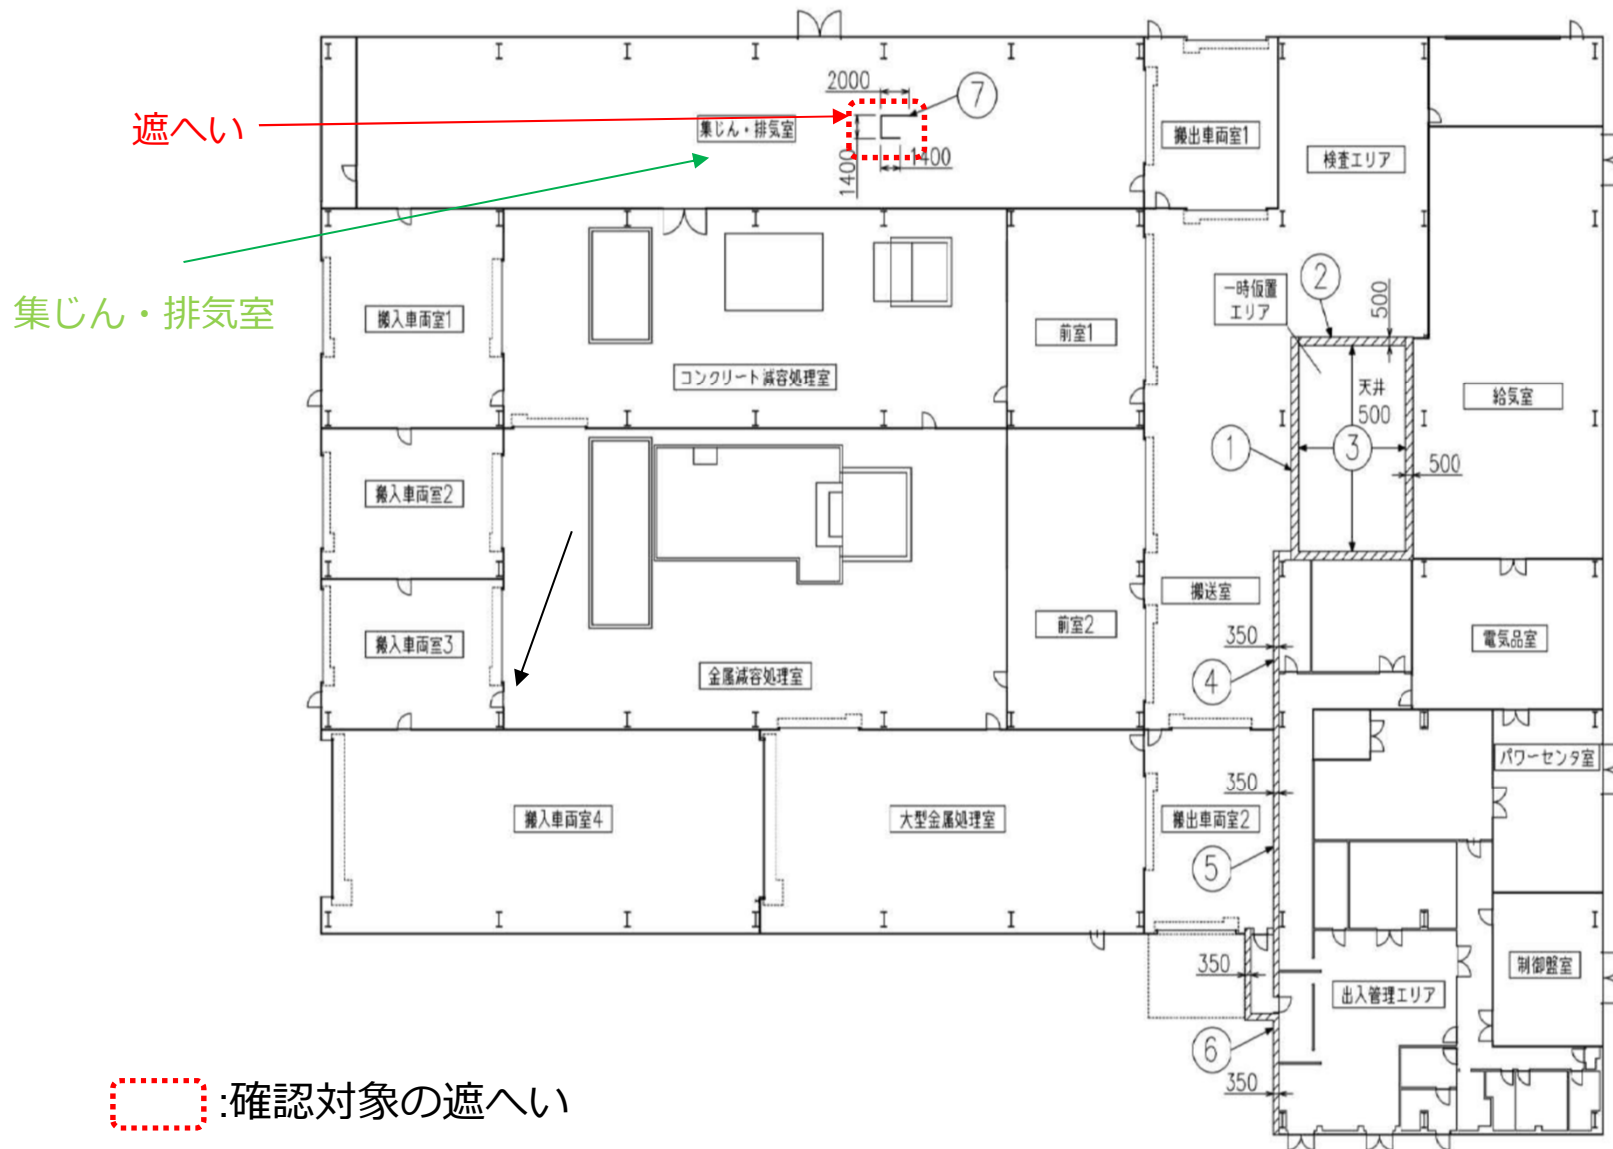 2000
⑦
遮へい
集じん・排気室
1400
1400
搬出車両室1
検査エリア
集じん・排気室
搬入車両室1
コンクリート減容処理室
前室1
一時仮置
エリア
②
500
天井
500
①
③
500
給気室
搬入車両室2
搬送室
350
④
電気品室
搬入車両室3
金属減容処理室
前室2
パワーセンタ室
350
搬入車両室4
大型金属処理室
搬出車両室2
⑤
350
制御盤室
出入管理エリア
⑥
350
:確認対象の遮へい